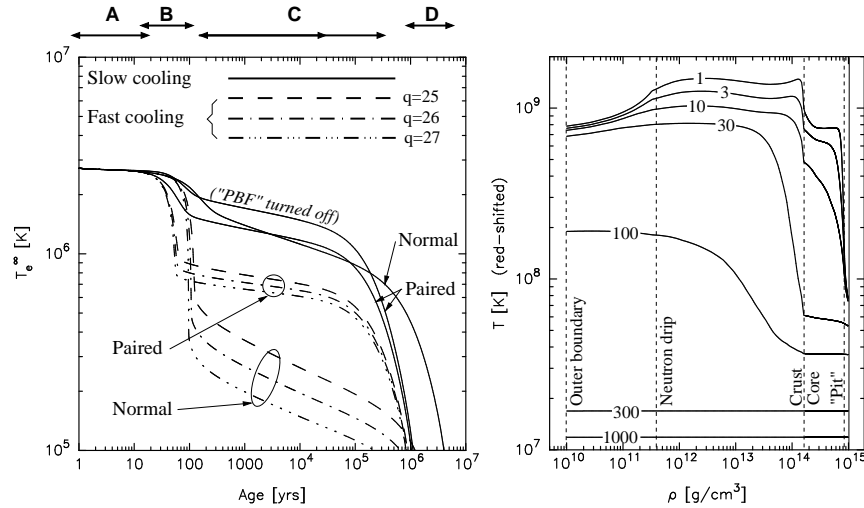 A B C D
10^7
Slow cooling
Fast cooling
q=25
q=26
q=27
("PBF" turned off)
T_e^∞ [K]
10^6
Normal
Paired
Paired
Normal
10^5
1 10 100 1000 10^4 10^5 10^6 10^7
Age [yrs]
T [K] (red-shifted)
10^9
10^8
10^7
1
3
10
30
100
300
1000
Outer boundary
Neutron drip
Crust
Core
"Pit"
10^10 10^11 10^12 10^13 10^14 10^15
ρ [g/cm^3]